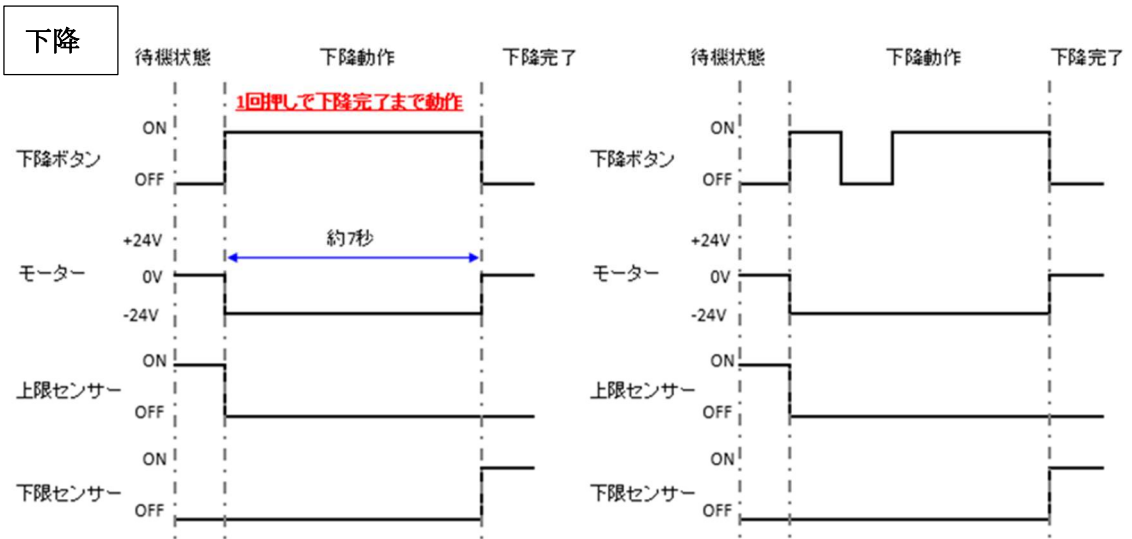 下降
待機状態 下降動作 下降完了
1回押しで下降完了まで動作
下降ボタン
ON
OFF
モーター
+24V
0V
-24V
約7秒
上限センサー
ON
OFF
下限センサー
ON
OFF
待機状態 下降動作 下降完了
下降ボタン
ON
OFF
モーター
+24V
0V
-24V
上限センサー
ON
OFF
下限センサー
ON
OFF